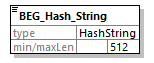 BEG_Hash_String
type HashString
min/maxLen 512